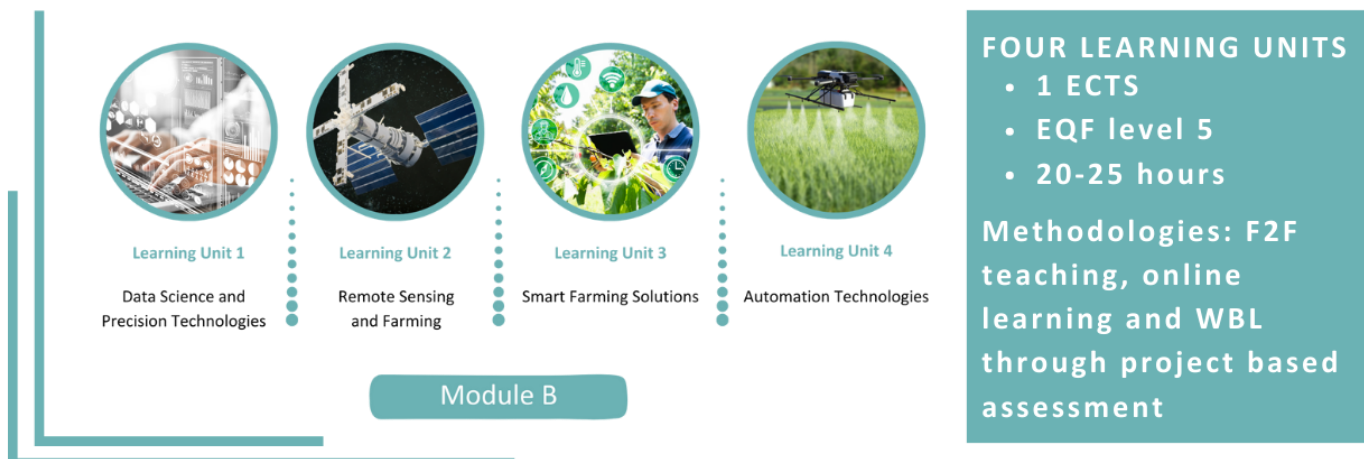 Learning Unit 1
Data Science and
Precision Technologies
Learning Unit 2
Remote Sensing
and Farming
Learning Unit 3
Smart Farming Solutions
Learning Unit 4
Automation Technologies
Module B
FOUR LEARNING UNITS
• 1 ECTS
• EQF level 5
• 20-25 hours
Methodologies: F2F
teaching, online
learning and WBL
through project based
assessment